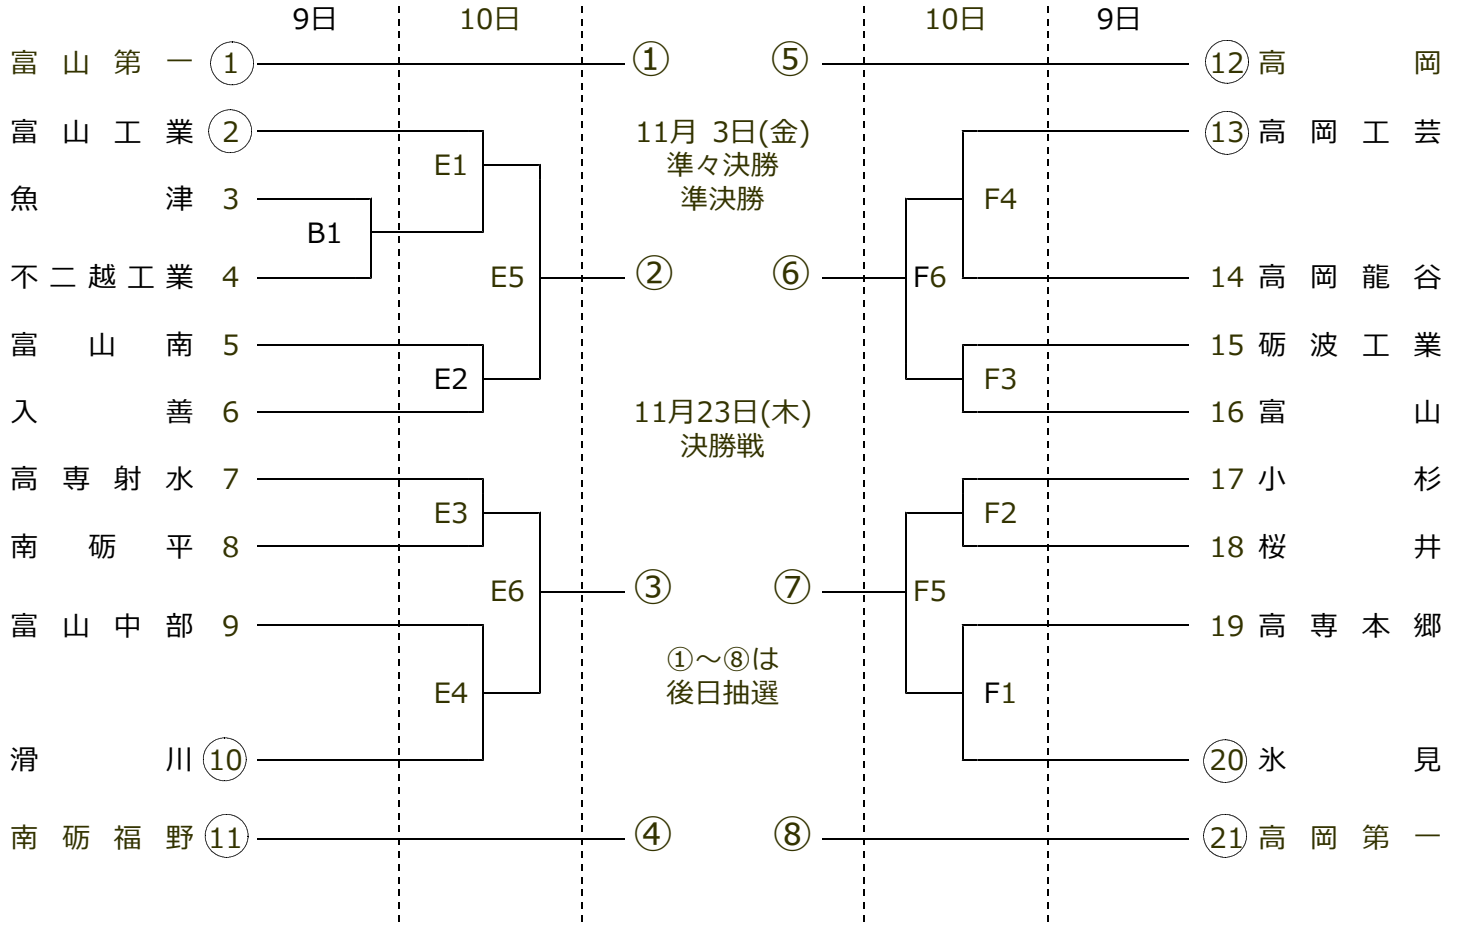 9日 10日 10日 9日
富山第一 1 ① ⑤ 12 高岡
富山工業 2 11月 3日(金) 13 高岡工芸
E1 準々決勝
魚津 3 準決勝 F4
B1
不二越工業 4 E5 ② ⑥ F6 14 高岡龍谷
富山南 5 15 砺波工業
E2 F3
入善 6 11月23日(木) 16 富山
決勝戦
高専射水 7 17 小杉
E3 F2
南砺平 8 18 桜井
E6 ③ ⑦ F5
富山中部 9 19 高専本郷
①～⑧は
E4 後日抽選 F1
滑川 10 20 氷見
南砺福野 11 ④ ⑧ 21 高岡第一